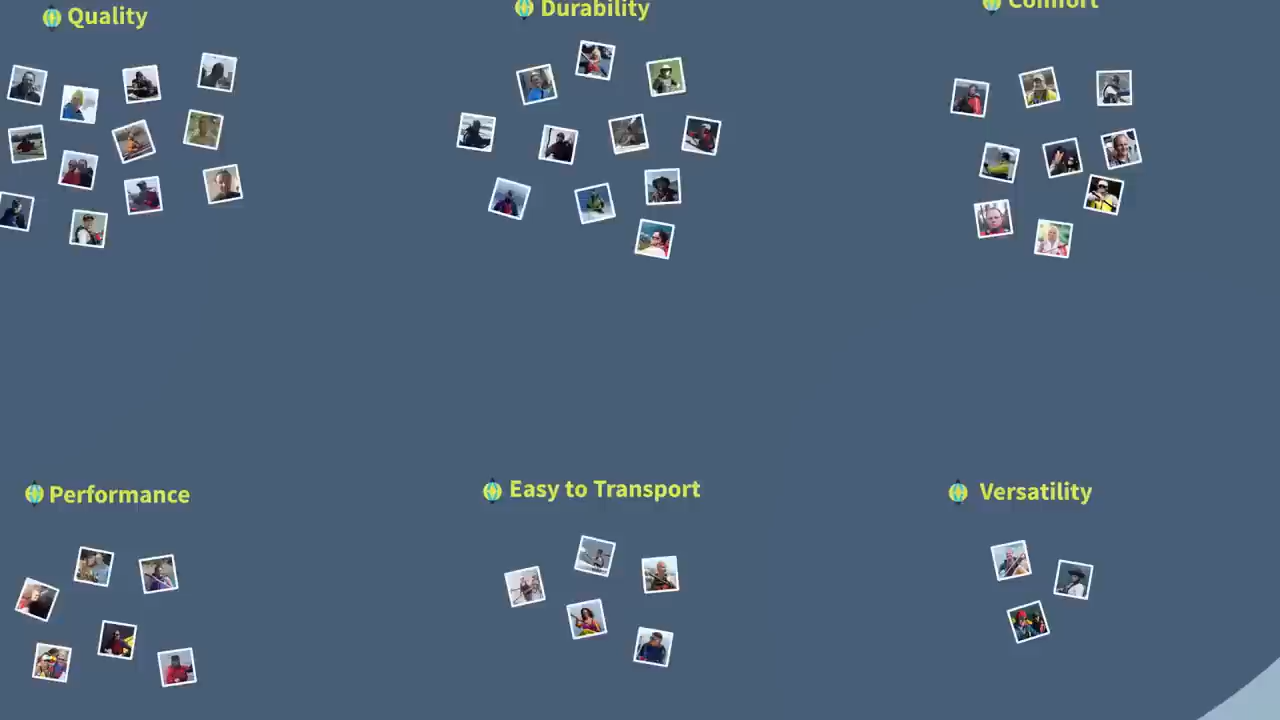 Quality
Durability
Comfort
Performance
Easy to Transport
Versatility